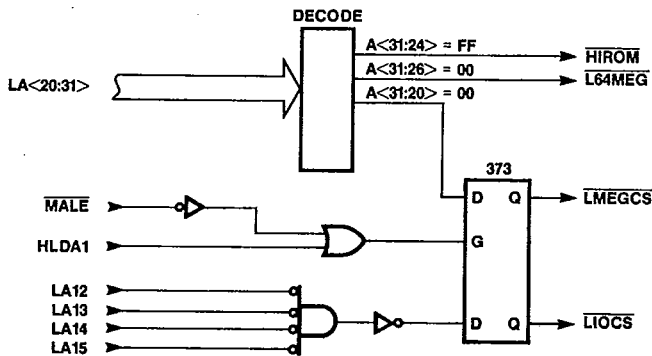 DECODE
A<31:24> = FF
HIROM
A<31:26> = 00
L64MEG
LA<20:31>
A<31:20> = 00
373
MALE
D Q
LMEGCS
HLDA1
G
LA12
LA13
LA14
D Q
LIOCS
LA15